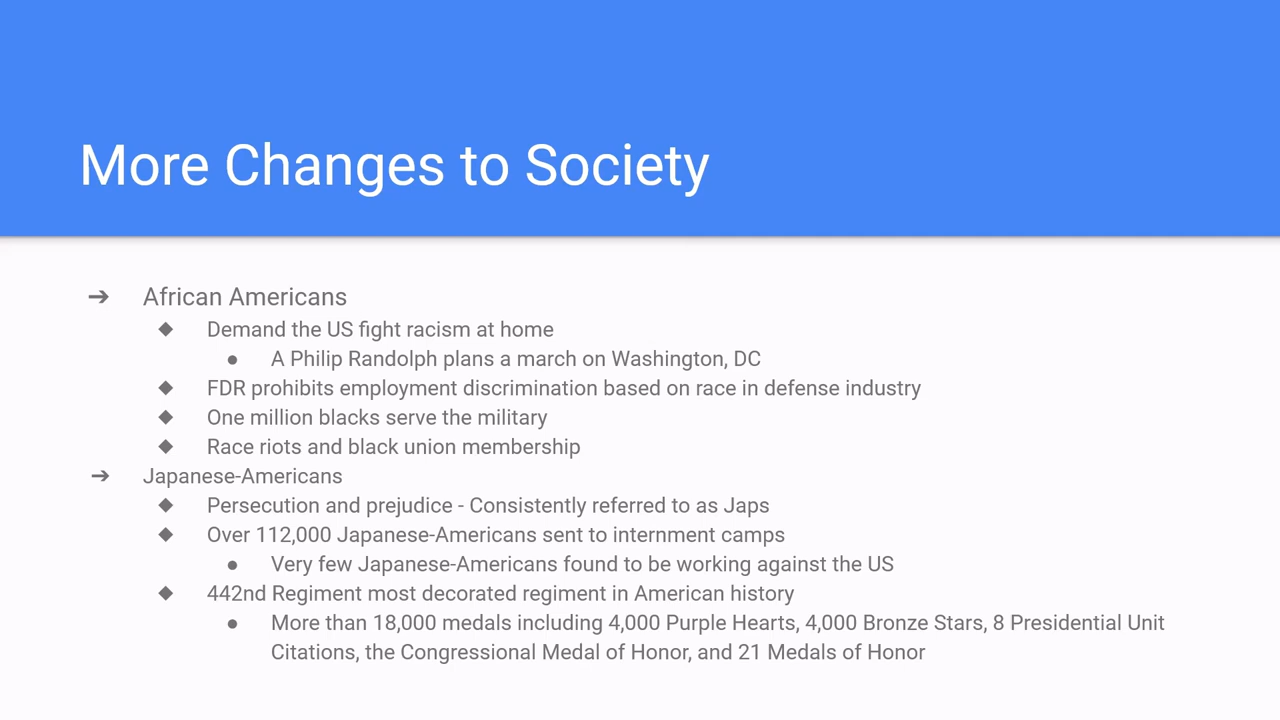 More Changes to Society
➔ African Americans
◆ Demand the US fight racism at home
● A Philip Randolph plans a march on Washington, DC
◆ FDR prohibits employment discrimination based on race in defense industry
◆ One million blacks serve the military
◆ Race riots and black union membership
➔ Japanese-Americans
◆ Persecution and prejudice - Consistently referred to as Japs
◆ Over 112,000 Japanese-Americans sent to internment camps
● Very few Japanese-Americans found to be working against the US
◆ 442nd Regiment most decorated regiment in American history
● More than 18,000 medals including 4,000 Purple Hearts, 4,000 Bronze Stars, 8 Presidential Unit
Citations, the Congressional Medal of Honor, and 21 Medals of Honor